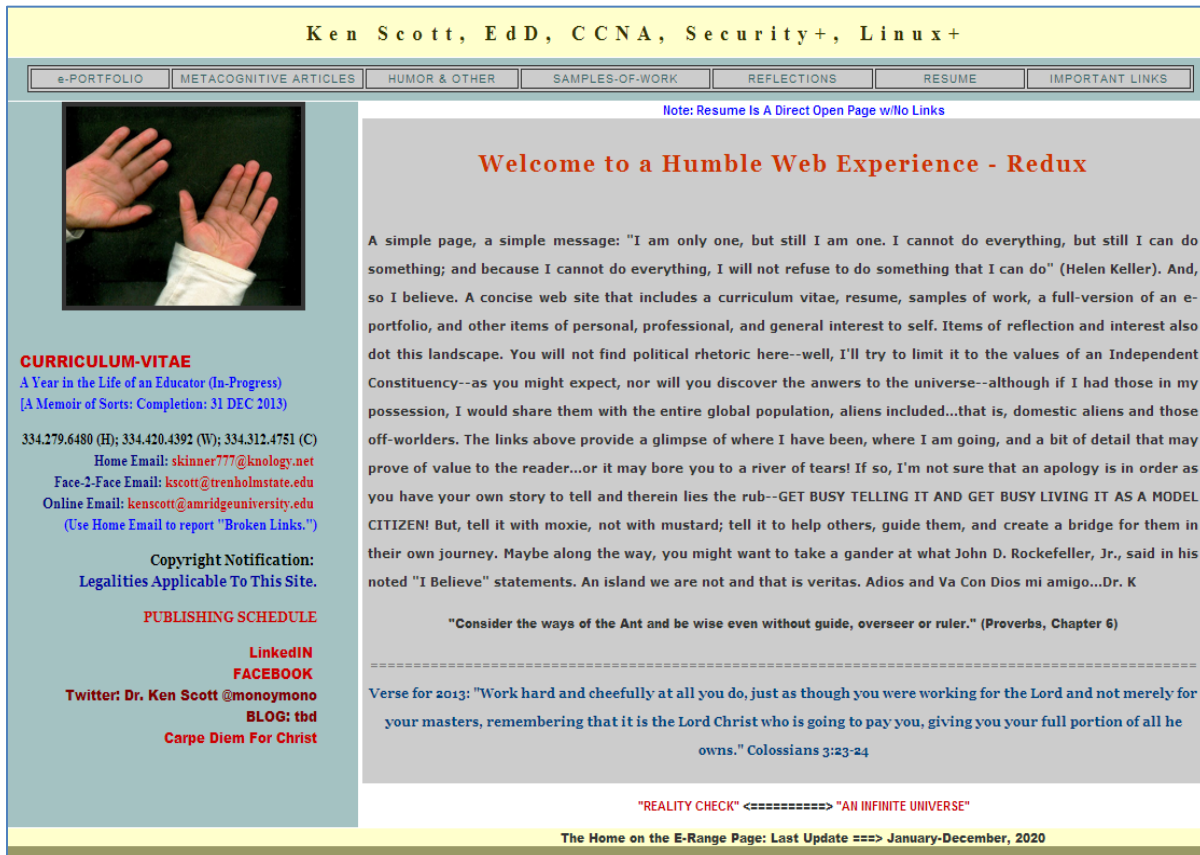 Ken Scott, EdD, CCNA, Security+, Linux+
e-PORTFOLIO
METACOGNITIVE ARTICLES
HUMOR & OTHER
SAMPLES-OF-WORK
REFLECTIONS
RESUME
IMPORTANT LINKS
CURRICULUM-VITAE
A Year in the Life of an Educator (In-Progress)
[A Memoir of Sorts: Completion: 31 DEC 2013)
334.279.6480 (H); 334.420.4392 (W); 334.312.4751 (C)
Home Email: skinner777@knology.net
Face-2-Face Email: kscott@trenholmstate.edu
Online Email: kenscott@amridgeuniversity.edu
(Use Home Email to report "Broken Links.")
Copyright Notification:
Legalities Applicable To This Site.
PUBLISHING SCHEDULE
LinkedIN
FACEBOOK
Twitter: Dr. Ken Scott @monoymono
BLOG: tbd
Carpe Diem For Christ
Note: Resume Is A Direct Open Page w/No Links
Welcome to a Humble Web Experience - Redux
A simple page, a simple message: "I am only one, but still I am one. I cannot do everything, but still I can do
something; and because I cannot do everything, I will not refuse to do something that I can do" (Helen Keller). And,
so I believe. A concise web site that includes a curriculum vitae, resume, samples of work, a full-version of an e-
portfolio, and other items of personal, professional, and general interest to self. Items of reflection and interest also
dot this landscape. You will not find political rhetoric here--well, I'll try to limit it to the values of an Independent
Constituency--as you might expect, nor will you discover the anwers to the universe--although if I had those in my
possession, I would share them with the entire global population, aliens included...that is, domestic aliens and those
off-worlders. The links above provide a glimpse of where I have been, where I am going, and a bit of detail that may
prove of value to the reader...or it may bore you to a river of tears! If so, I'm not sure that an apology is in order as
you have your own story to tell and therein lies the rub--GET BUSY TELLING IT AND GET BUSY LIVING IT AS A MODEL
CITIZEN! But, tell it with moxie, not with mustard; tell it to help others, guide them, and create a bridge for them in
their own journey. Maybe along the way, you might want to take a gander at what John D. Rockefeller, Jr., said in his
noted "I Believe" statements. An island we are not and that is veritas. Adios and Va Con Dios mi amigo...Dr. K
"Consider the ways of the Ant and be wise even without guide, overseer or ruler." (Proverbs, Chapter 6)
====================================================================================================
Verse for 2013: "Work hard and cheefully at all you do, just as though you were working for the Lord and not merely for
your masters, remembering that it is the Lord Christ who is going to pay you, giving you your full portion of all he
owns." Colossians 3:23-24
"REALITY CHECK" <==========> "AN INFINITE UNIVERSE"
The Home on the E-Range Page: Last Update ===> January-December, 2020